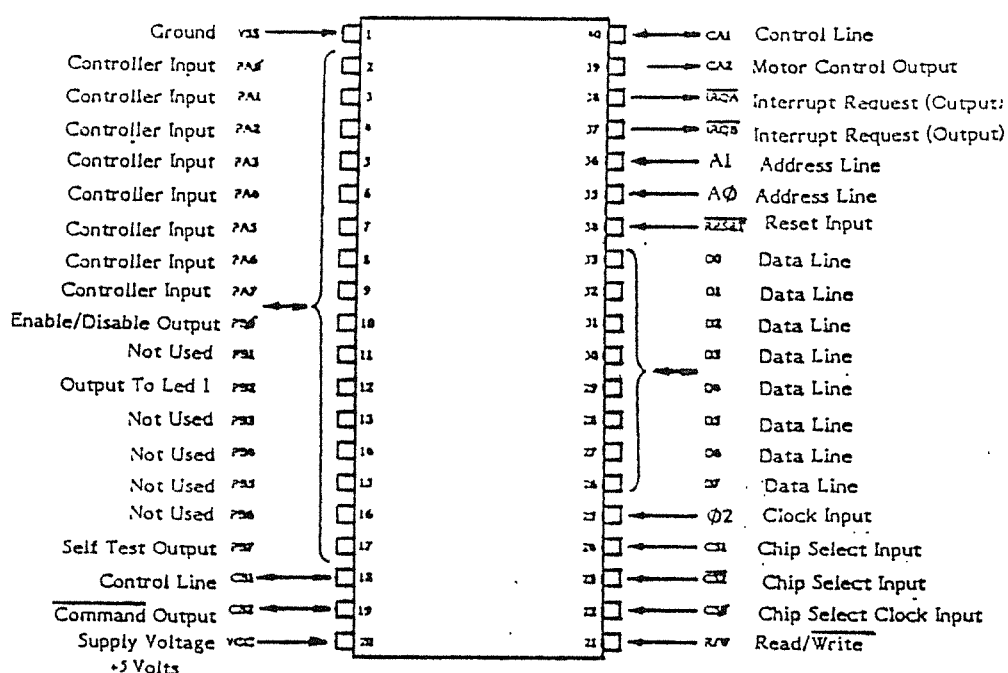 Ground VSS 1 40 CA1 Control Line
Controller Input PA0 2 39 CA2 Motor Control Output
Controller Input PA1 3 38 IRQA Interrupt Request (Output)
Controller Input PA2 4 37 IRQB Interrupt Request (Output)
Controller Input PA3 5 36 A1 Address Line
Controller Input PA4 6 35 AØ Address Line
Controller Input PA5 7 34 RESET Reset Input
Controller Input PA6 8 33 D0 Data Line
Controller Input PA7 9 32 D1 Data Line
Enable/Disable Output PB0 10 31 D2 Data Line
Not Used PB1 11 30 D3 Data Line
Output To Led 1 PB2 12 29 D4 Data Line
Not Used PB3 13 28 D5 Data Line
Not Used PB4 14 27 D6 Data Line
Not Used PB5 15 26 D7 Data Line
Not Used PB6 16 25 Ø2 Clock Input
Self Test Output PB7 17 24 CS1 Chip Select Input
Control Line CB1 18 23 CS2 Chip Select Input
Command Output CB2 19 22 CS0 Chip Select Clock Input
Supply Voltage VCC 20 21 R/W Read/Write
+5 Volts